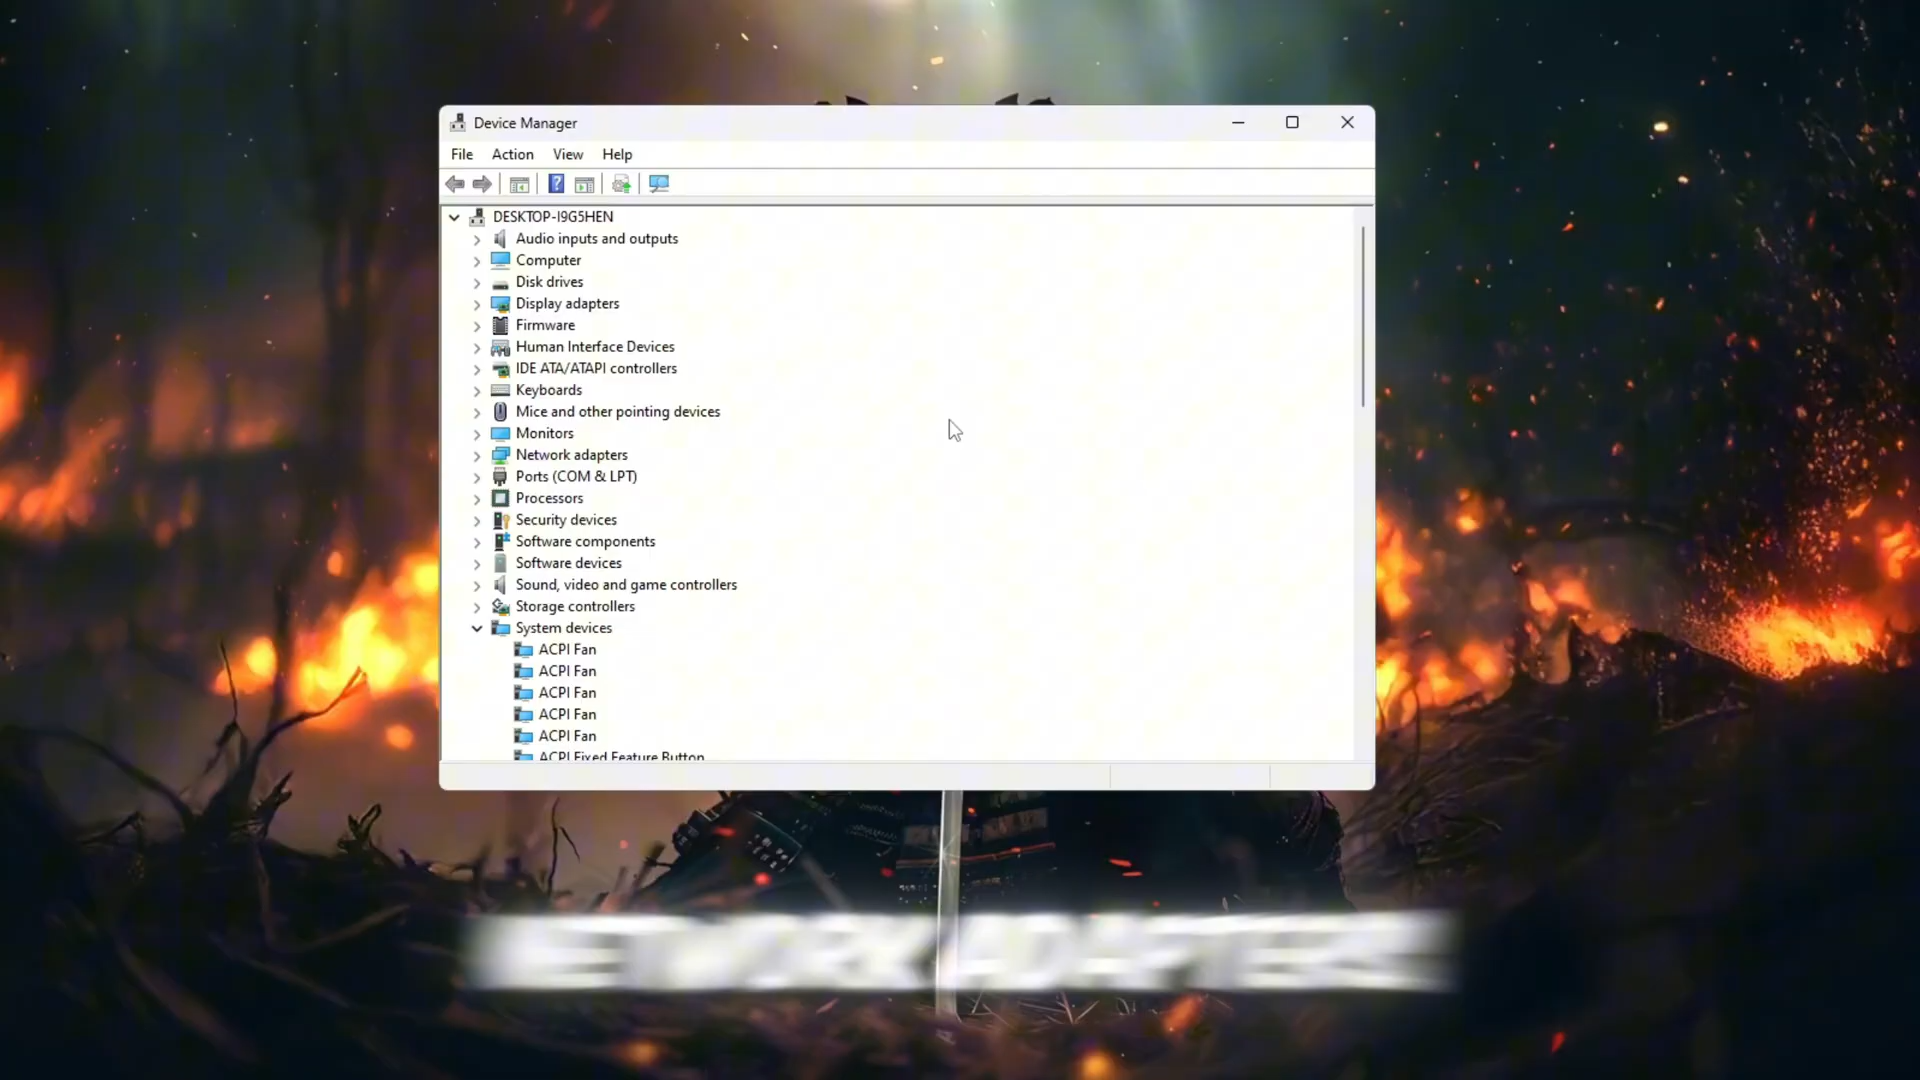 Device Manager
File Action View Help
DESKTOP-I9G5HEN
Audio inputs and outputs
Computer
Disk drives
Display adapters
Firmware
Human Interface Devices
IDE ATA/ATAPI controllers
Keyboards
Mice and other pointing devices
Monitors
Network adapters
Ports (COM & LPT)
Processors
Security devices
Software components
Software devices
Sound, video and game controllers
Storage controllers
System devices
ACPI Fan
ACPI Fan
ACPI Fan
ACPI Fan
ACPI Fan
ACPI Fixed Feature Button
NETWORK ADAPTERS